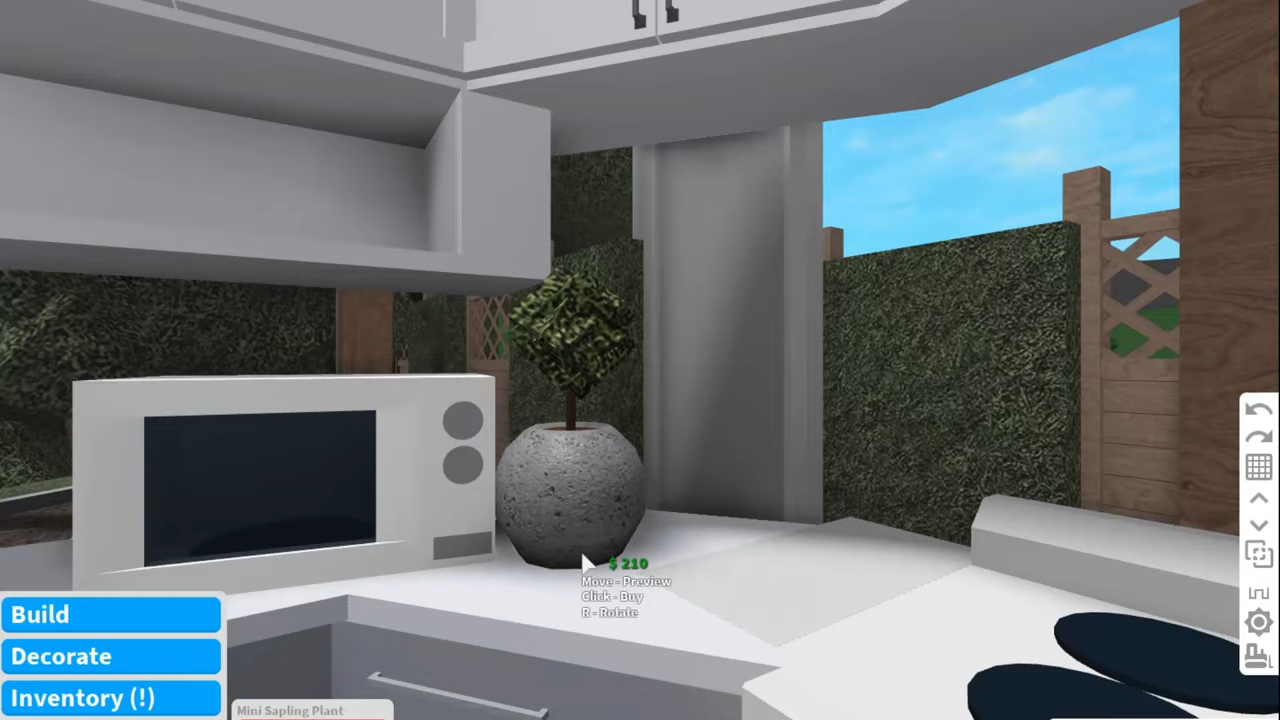 $ 210
Move - Preview
Click - Buy
R - Rotate
Build
Decorate
Inventory (!)
Mini Sapling Plant